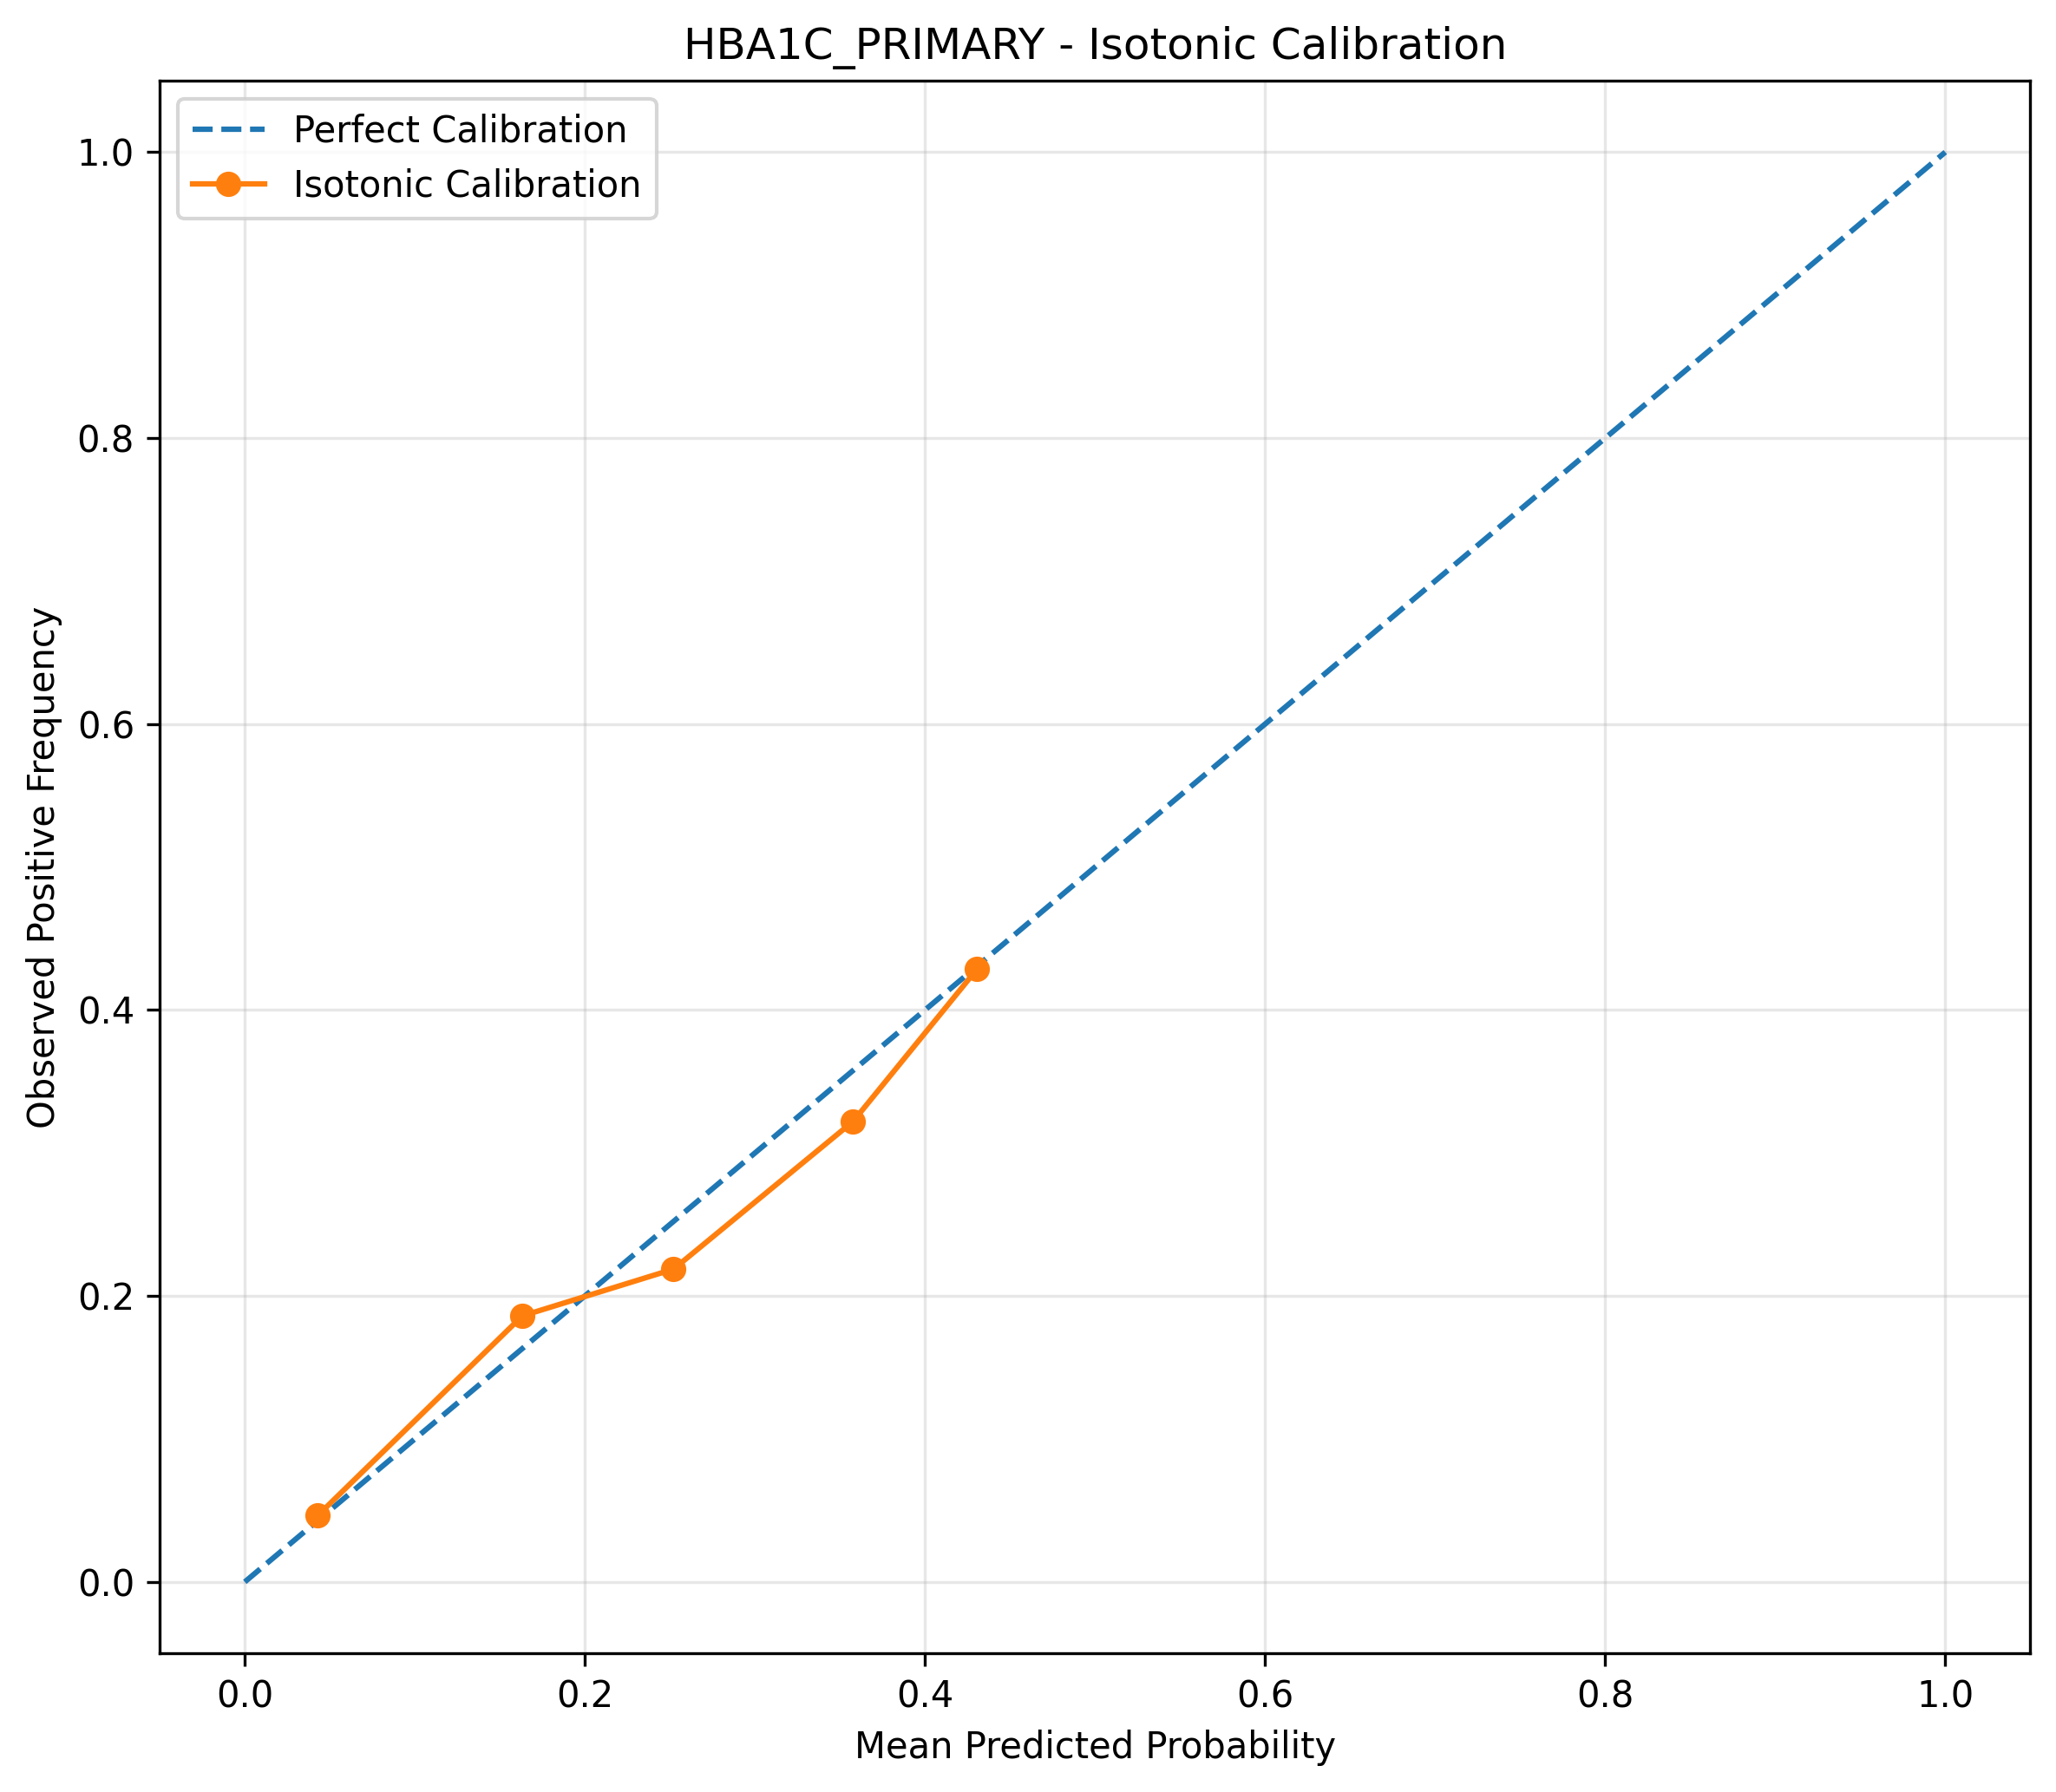 HBA1C_PRIMARY - Isotonic Calibration
Perfect Calibration
Isotonic Calibration
1.0
0.8
0.6
0.4
0.2
0.0
Observed Positive Frequency
0.0 0.2 0.4 0.6 0.8 1.0
Mean Predicted Probability